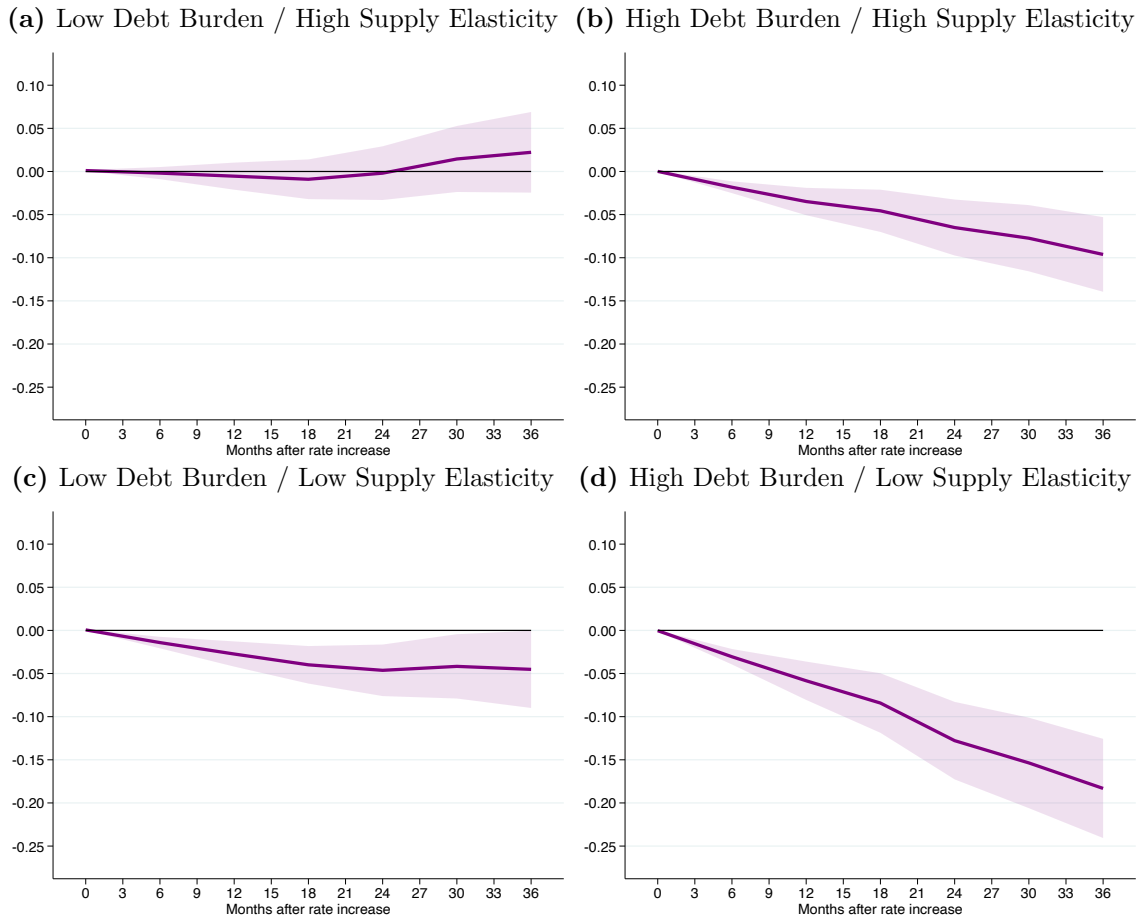 (a) Low Debt Burden / High Supply Elasticity
0.10
0.05
0.00
-0.05
-0.10
-0.15
-0.20
-0.25
0 3 6 9 12 15 18 21 24 27 30 33 36
Months after rate increase
(b) High Debt Burden / High Supply Elasticity
0.10
0.05
0.00
-0.05
-0.10
-0.15
-0.20
-0.25
0 3 6 9 12 15 18 21 24 27 30 33 36
Months after rate increase
(c) Low Debt Burden / Low Supply Elasticity
0.10
0.05
0.00
-0.05
-0.10
-0.15
-0.20
-0.25
0 3 6 9 12 15 18 21 24 27 30 33 36
Months after rate increase
(d) High Debt Burden / Low Supply Elasticity
0.10
0.05
0.00
-0.05
-0.10
-0.15
-0.20
-0.25
0 3 6 9 12 15 18 21 24 27 30 33 36
Months after rate increase